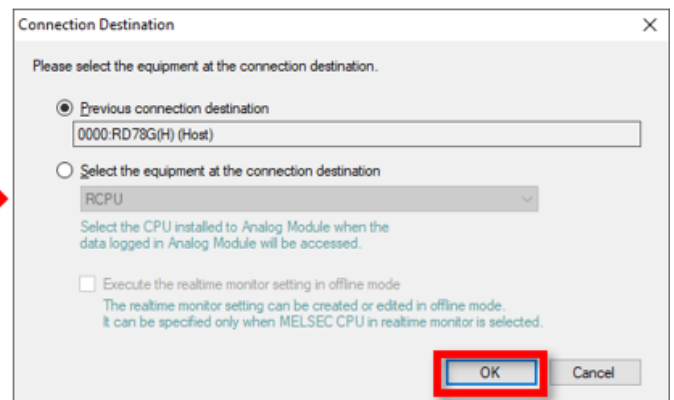 Connection Destination
Please select the equipment at the connection destination.
Previous connection destination
0000:RD78G(H) (Host)
Select the equipment at the connection destination
RCPU
Select the CPU installed to Analog Module when the
data logged in Analog Module will be accessed.
Execute the realtime monitor setting in offline mode
The realtime monitor setting can be created or edited in offline mode.
It can be specified only when MELSEC CPU in realtime monitor is selected.
OK Cancel